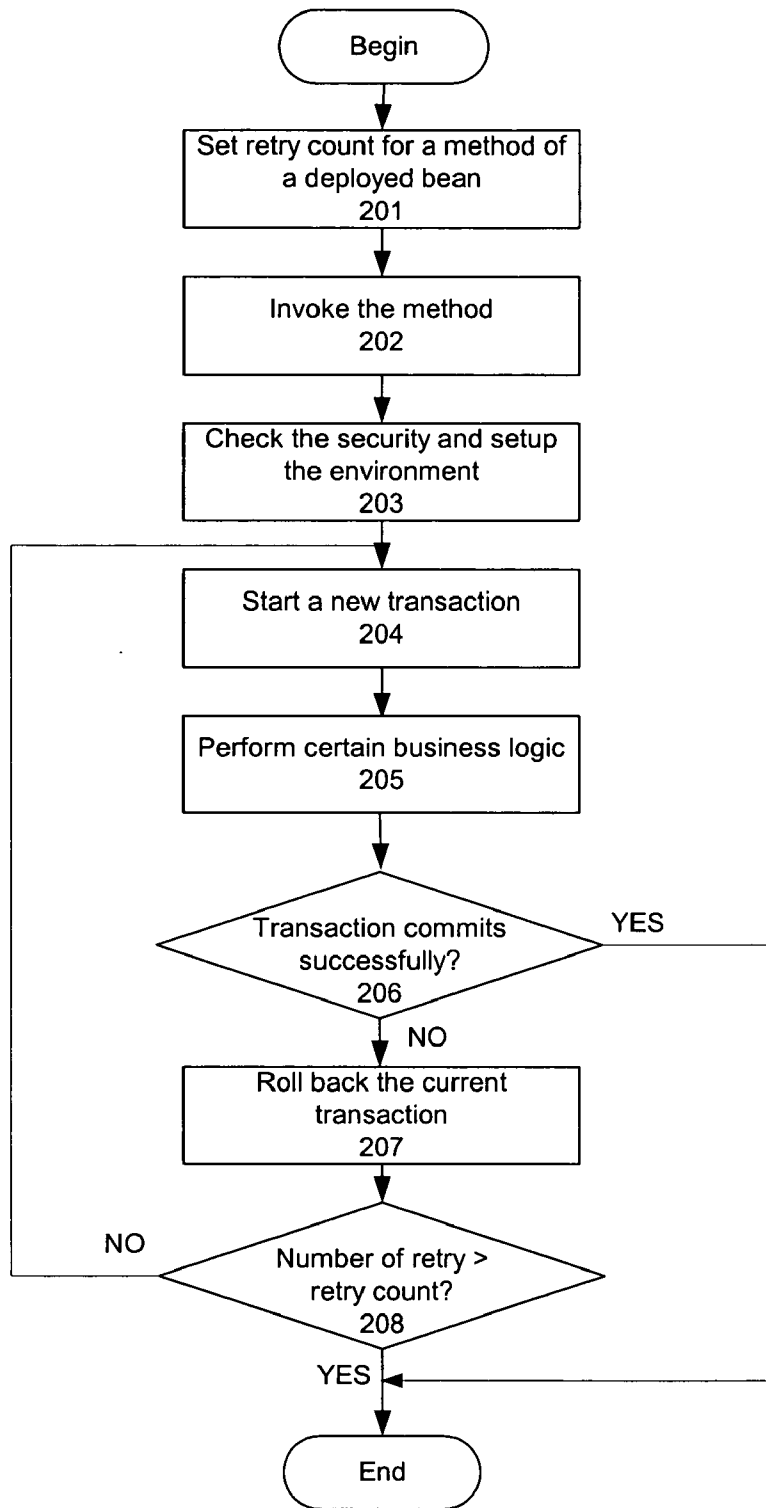 Begin
Set retry count for a method of
a deployed bean
201
Invoke the method
202
Check the security and setup
the environment
203
Start a new transaction
204
Perform certain business logic
205
Transaction commits
successfully?
206
YES
NO
Roll back the current
transaction
207
NO
Number of retry >
retry count?
208
YES
End